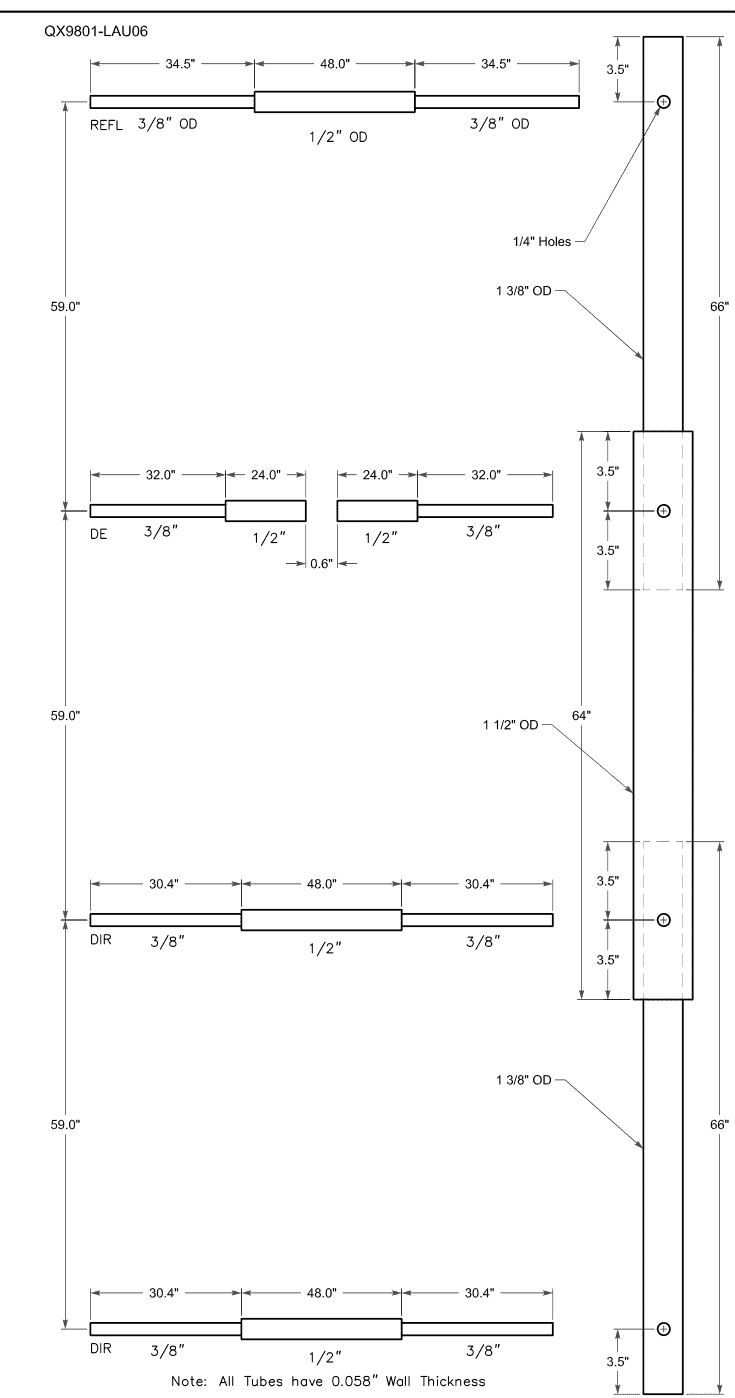 QX9801-LAU06
34.5" 48.0" 34.5"
3.5"
REFL 3/8" OD 1/2" OD 3/8" OD
1/4" Holes
1 3/8" OD
59.0"
66"
32.0" 24.0" 24.0" 32.0"
3.5"
DE 3/8" 1/2" 1/2" 3/8"
3.5"
0.6"
59.0"
64"
1 1/2" OD
30.4" 48.0" 30.4"
3.5"
DIR 3/8" 1/2" 3/8"
3.5"
1 3/8" OD
59.0"
66"
30.4" 48.0" 30.4"
DIR 3/8" 1/2" 3/8"
3.5"
Note: All Tubes have 0.058" Wall Thickness